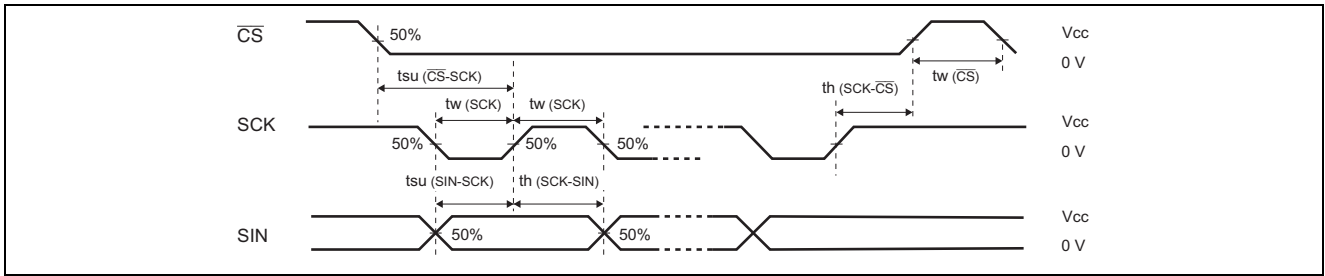 CS
50%
Vcc
0 V
tsu (CS-SCK)
tw (CS)
th (SCK-CS)
tw (SCK)
tw (SCK)
SCK
50%
50%
50%
Vcc
0 V
tsu (SIN-SCK)
th (SCK-SIN)
SIN
50%
50%
Vcc
0 V